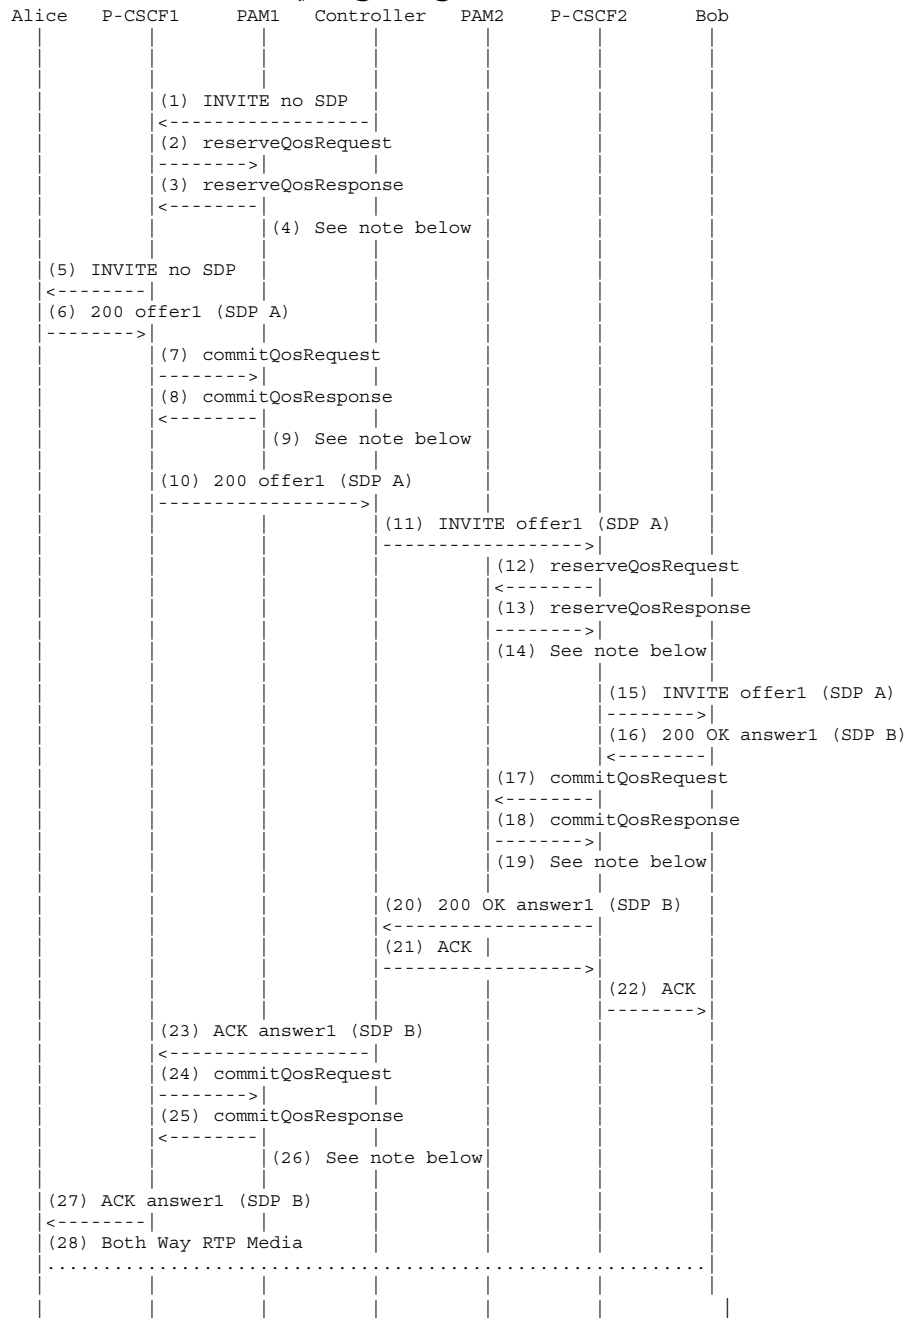 Alice P-CSCF1 PAM1 Controller PAM2 P-CSCF2 Bob
(1) INVITE no SDP
(2) reserveQosRequest
(3) reserveQosResponse
(4) See note below
(5) INVITE no SDP
(6) 200 offer1 (SDP A)
(7) commitQosRequest
(8) commitQosResponse
(9) See note below
(10) 200 offer1 (SDP A)
(11) INVITE offer1 (SDP A)
(12) reserveQosRequest
(13) reserveQosResponse
(14) See note below
(15) INVITE offer1 (SDP A)
(16) 200 OK answer1 (SDP B)
(17) commitQosRequest
(18) commitQosResponse
(19) See note below
(20) 200 OK answer1 (SDP B)
(21) ACK
(22) ACK
(23) ACK answer1 (SDP B)
(24) commitQosRequest
(25) commitQosResponse
(26) See note below
(27) ACK answer1 (SDP B)
(28) Both Way RTP Media